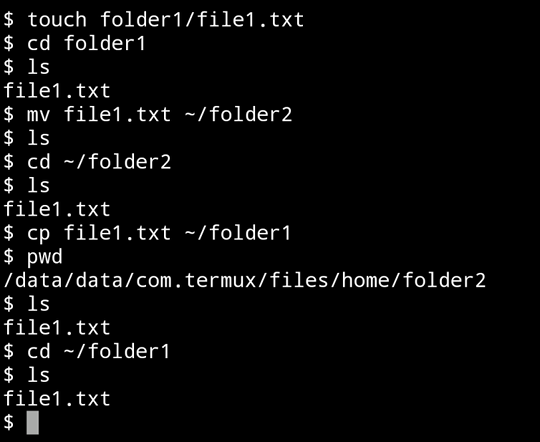 $ touch folder1/file1.txt
$ cd folder1
$ ls
file1.txt
$ mv file1.txt ~/folder2
$ ls
$ cd ~/folder2
$ ls
file1.txt
$ cp file1.txt ~/folder1
$ pwd
/data/data/com.termux/files/home/folder2
$ ls
file1.txt
$ cd ~/folder1
$ ls
file1.txt
$